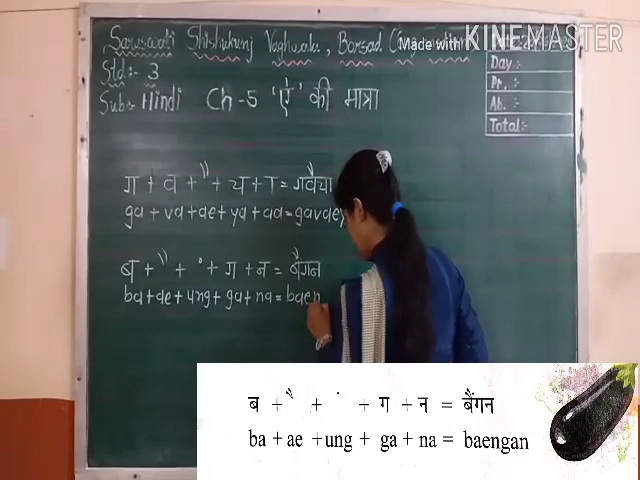 Saraswati Shishukunj Vaghwala, Borsad
Made with KINEMASTER
Std:- 3
Day:-
Sub:- Hindi Ch-5 'ऐ' की मात्रा
Pr,:-
Ab.:-
Total:-
ग + व + ै + य + ा = गवैया
ga + va + ae + ya + aa = gavaey
ब + ै + ं + ग + न = बैंगन
ba + ae + ung + ga + na = baen
ब + ै + ं + ग + न = बैंगन
ba + ae + ung + ga + na = baengan